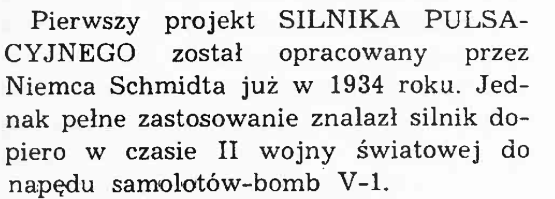 Pierwszy projekt SILNIKA PULSA-
CYJNEGO został opracowany przez
Niemca Schmidta już w 1934 roku. Jed-
nak pełne zastosowanie znalazł silnik do-
piero w czasie II wojny światowej do
napędu samolotów-bomb V-1.